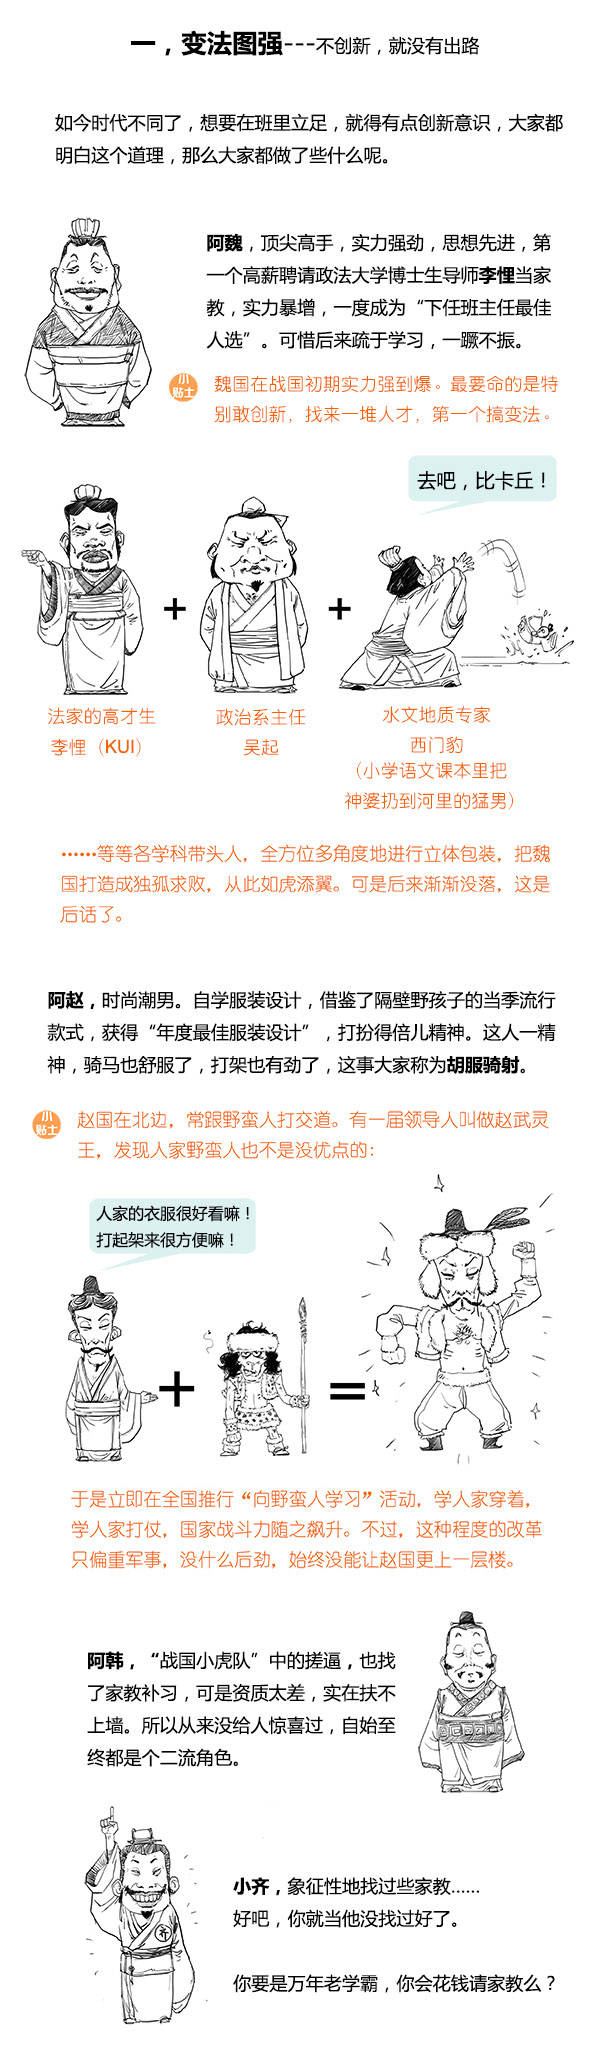 一，变法图强---不创新，就没有出路
如今时代不同了，想要在班里立足，就得有点创新意识，大家都
明白这个道理，那么大家都做了些什么呢。
阿魏，顶尖高手，实力强劲，思想先进，第
一个高薪聘请政法大学博士生导师李悝当家
教，实力暴增，一度成为“下任班主任最佳
人选”。可惜后来疏于学习，一蹶不振。
小
贴士
魏国在战国初期实力强到爆。最要命的是特
别敢创新，找来一堆人才，第一个搞变法。
去吧，比卡丘！
+
+
法家的高才生
李悝（KUI）
政治系主任
吴起
水文地质专家
西门豹
（小学语文课本里把
神婆扔到河里的猛男）
······等等各学科带头人，全方位多角度地进行立体包装，把魏
国打造成独孤求败，从此如虎添翼。可是后来渐渐没落，这是
后话了。
阿赵，时尚潮男。自学服装设计，借鉴了隔壁野孩子的当季流行
款式，获得“年度最佳服装设计”，打扮得倍儿精神。这人一精
神，骑马也舒服了，打架也有劲了，这事大家称为胡服骑射。
小
贴士
赵国在北边，常跟野蛮人打交道。有一届领导人叫做赵武灵
王，发现人家野蛮人也不是没优点的：
人家的衣服很好看嘛！
打起架来很方便嘛！
+
=
于是立即在全国推行“向野蛮人学习”活动，学人家穿着，
学人家打仗，国家战斗力随之飙升。不过，这种程度的改革
只偏重军事，没什么后劲，始终没能让赵国更上一层楼。
阿韩，“战国小虎队”中的搓逼，也找
了家教补习，可是资质太差，实在扶不
上墙。所以从来没给人惊喜过，自始至
终都是个二流角色。
齐
小齐，象征性地找过些家教……
好吧，你就当他没找过好了。
你要是万年老学霸，你会花钱请家教么？